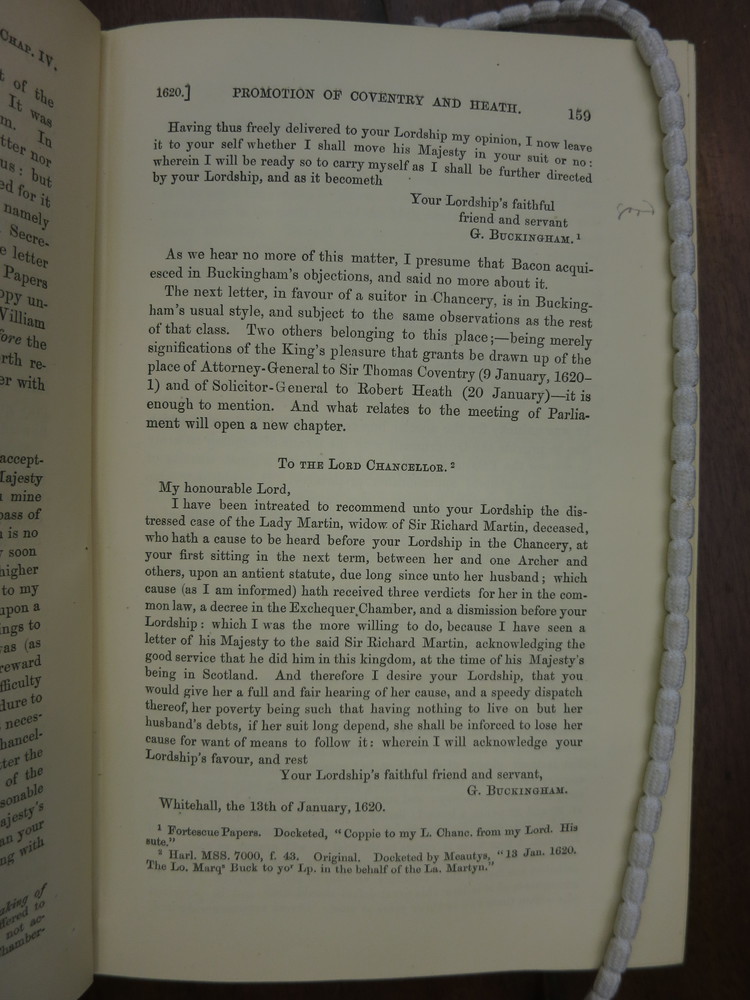 CHAP. IV.
t of the
It was
m. In
tter nor
us: but
ed for it
namely
Secre-
e letter
Papers
opy un-
William
fore the
rth re-
er with
accept-
Majesty
mine
pass of
is no
soon
higher
to my
upon a
ings to
as (as
reward
fficulty
dure to
neces-
hancel-
tter the
of the
sonable
ajesty's
an your
ng with
aking of
ffered to
not ac-
hamber-
1620.] PROMOTION OF COVENTRY AND HEATH. 159
Having thus freely delivered to your Lordship my opinion, I now leave
it to your self whether I shall move his Majesty in your suit or no:
wherein I will be ready so to carry myself as I shall be further directed
by your Lordship, and as it becometh
Your Lordship's faithful
friend and servant
G. BUCKINGHAM.¹
As we hear no more of this matter, I presume that Bacon acqui-
esced in Buckingham's objections, and said no more about it.
The next letter, in favour of a suitor in Chancery, is in Bucking-
ham's usual style, and subject to the same observations as the rest
of that class. Two others belonging to this place;—being merely
significations of the King's pleasure that grants be drawn up of the
place of Attorney-General to Sir Thomas Coventry (9 January, 1620–
1) and of Solicitor-General to Robert Heath (20 January)—it is
enough to mention. And what relates to the meeting of Parlia-
ment will open a new chapter.
TO THE LORD CHANCELLOR.²
My honourable Lord,
I have been intreated to recommend unto your Lordship the dis-
tressed case of the Lady Martin, widow of Sir Richard Martin, deceased,
who hath a cause to be heard before your Lordship in the Chancery, at
your first sitting in the next term, between her and one Archer and
others, upon an antient statute, due long since unto her husband; which
cause (as I am informed) hath received three verdicts for her in the com-
mon law, a decree in the Exchequer Chamber, and a dismission before your
Lordship: which I was the more willing to do, because I have seen a
letter of his Majesty to the said Sir Richard Martin, acknowledging the
good service that he did him in this kingdom, at the time of his Majesty's
being in Scotland. And therefore I desire your Lordship, that you
would give her a full and fair hearing of her cause, and a speedy dispatch
thereof, her poverty being such that having nothing to live on but her
husband's debts, if her suit long depend, she shall be inforced to lose her
cause for want of means to follow it: wherein I will acknowledge your
Lordship's favour, and rest
Your Lordship's faithful friend and servant,
G. BUCKINGHAM.
Whitehall, the 13th of January, 1620.
¹ Fortescue Papers. Docketed, "Coppie to my L. Chanc. from my Lord. His
sute."
² Harl. MSS. 7000, f. 43. Original. Docketed by Meautys, "13 Jan. 1620.
The Lo. Marqˢ Buck to yoʳ Lp. in the behalf of the La. Martyn."